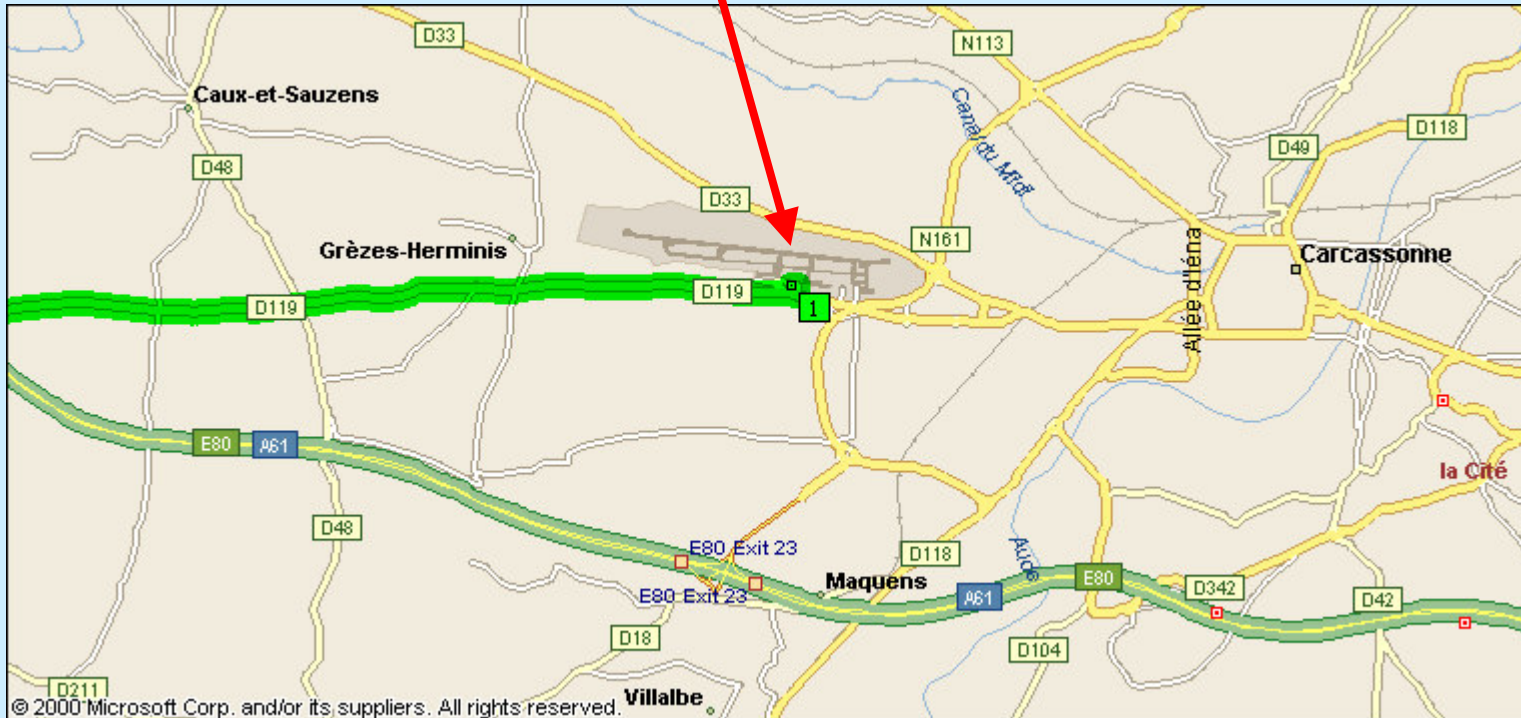 D33
N113
Caux-et-Sauzens
Canal du Midi
D118
D49
D48
D33
Grèzes-Herminis
N161
Allée d'Iéna
Carcassonne
D119
D119
1
E80
A61
la Cité
D48
E80 Exit 23
D118
Aude
Maquens
E80
E80 Exit 23
A61
D342
D42
D18
D104
D211
Villalbe
© 2000 Microsoft Corp. and/or its suppliers. All rights reserved.